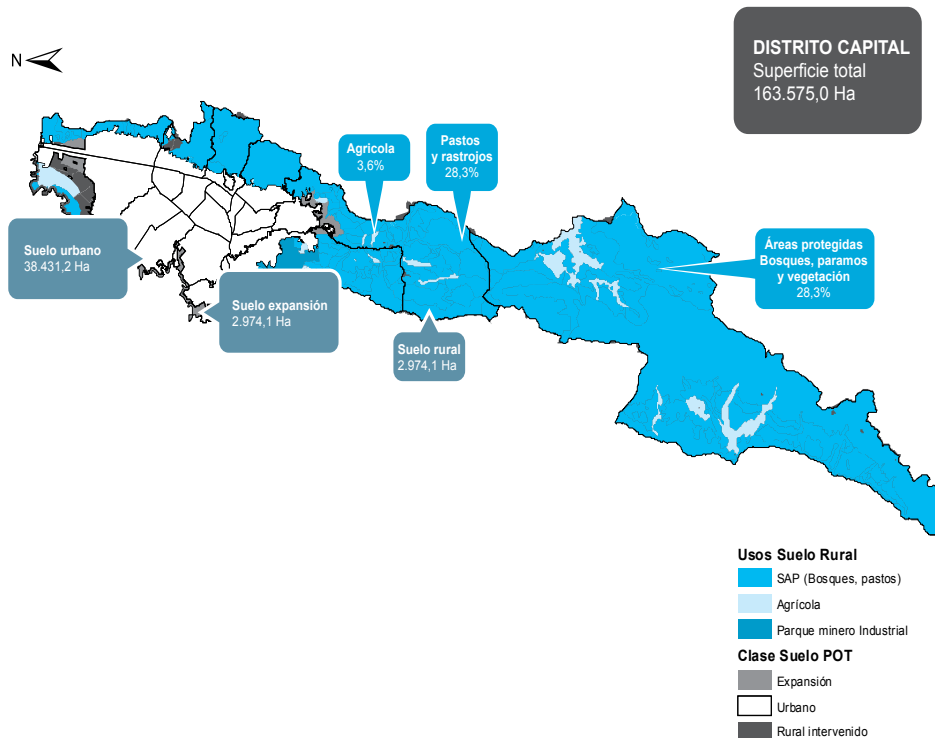 DISTRITO CAPITAL
Superficie total
163.575,0 Ha
N
Agricola
3,6%
Pastos
y rastrojos
28,3%
Suelo urbano
38.431,2 Ha
Áreas protegidas
Bosques, paramos
y vegetación
28,3%
Suelo expansión
2.974,1 Ha
Suelo rural
2.974,1 Ha
Usos Suelo Rural
SAP (Bosques, pastos)
Agrícola
Parque minero Industrial
Clase Suelo POT
Expansión
Urbano
Rural intervenido